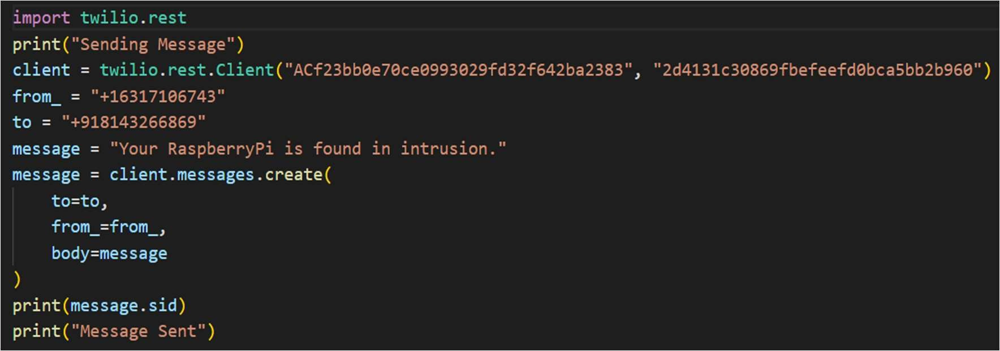 import twilio.rest
print("Sending Message")
client = twilio.rest.Client("ACf23bb0e70ce0993029fd32f642ba2383", "2d4131c30869fbefeefd0bca5bb2b960")
from_ = "+16317106743"
to = "+918143266869"
message = "Your RaspberryPi is found in intrusion."
message = client.messages.create(
    to=to,
    from_=from_,
    body=message
)
print(message.sid)
print("Message Sent")